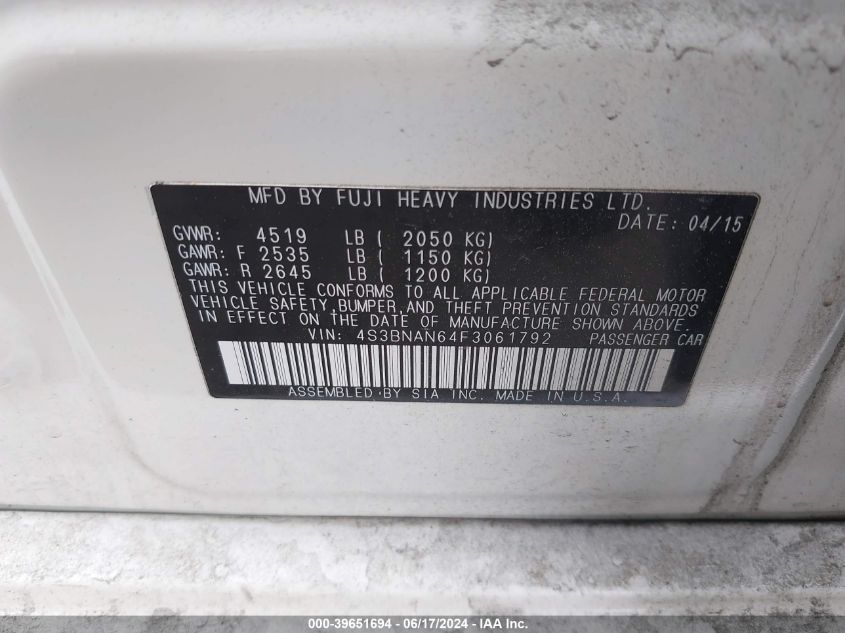 MFD BY FUJI HEAVY INDUSTRIES LTD.
DATE: 04/15
GVWR: 4519 LB ( 2050 KG)
GAWR: F 2535 LB ( 1150 KG)
GAWR: R 2645 LB ( 1200 KG)
THIS VEHICLE CONFORMS TO ALL APPLICABLE FEDERAL MOTOR
VEHICLE SAFETY,BUMPER,AND THEFT PREVENTION STANDARDS
IN EFFECT ON THE DATE OF MANUFACTURE SHOWN ABOVE.
VIN: 4S3BNAN64F3061792 PASSENGER CAR
ASSEMBLED BY SIA INC. MADE IN U.S.A.
000-39651694 - 06/17/2024 - IAA Inc.